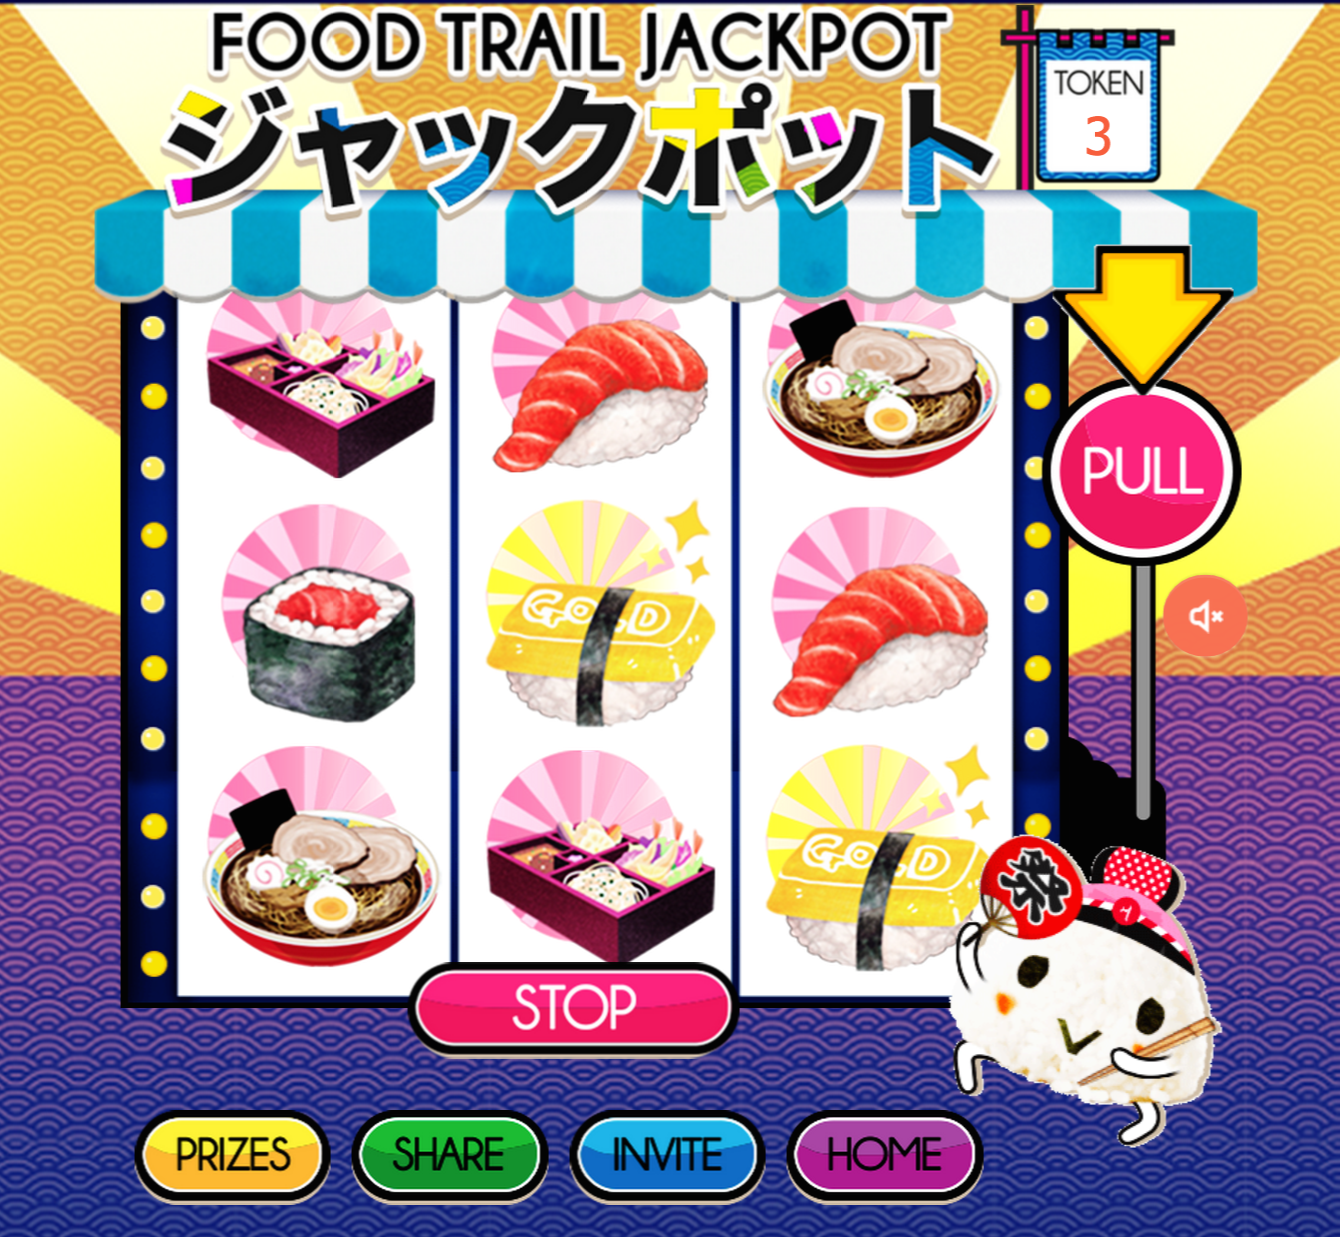 FOOD TRAIL JACKPOT
ジャックポット
TOKEN
3
PULL
GOLD
GOLD
祭
STOP
PRIZES
SHARE
INVITE
HOME